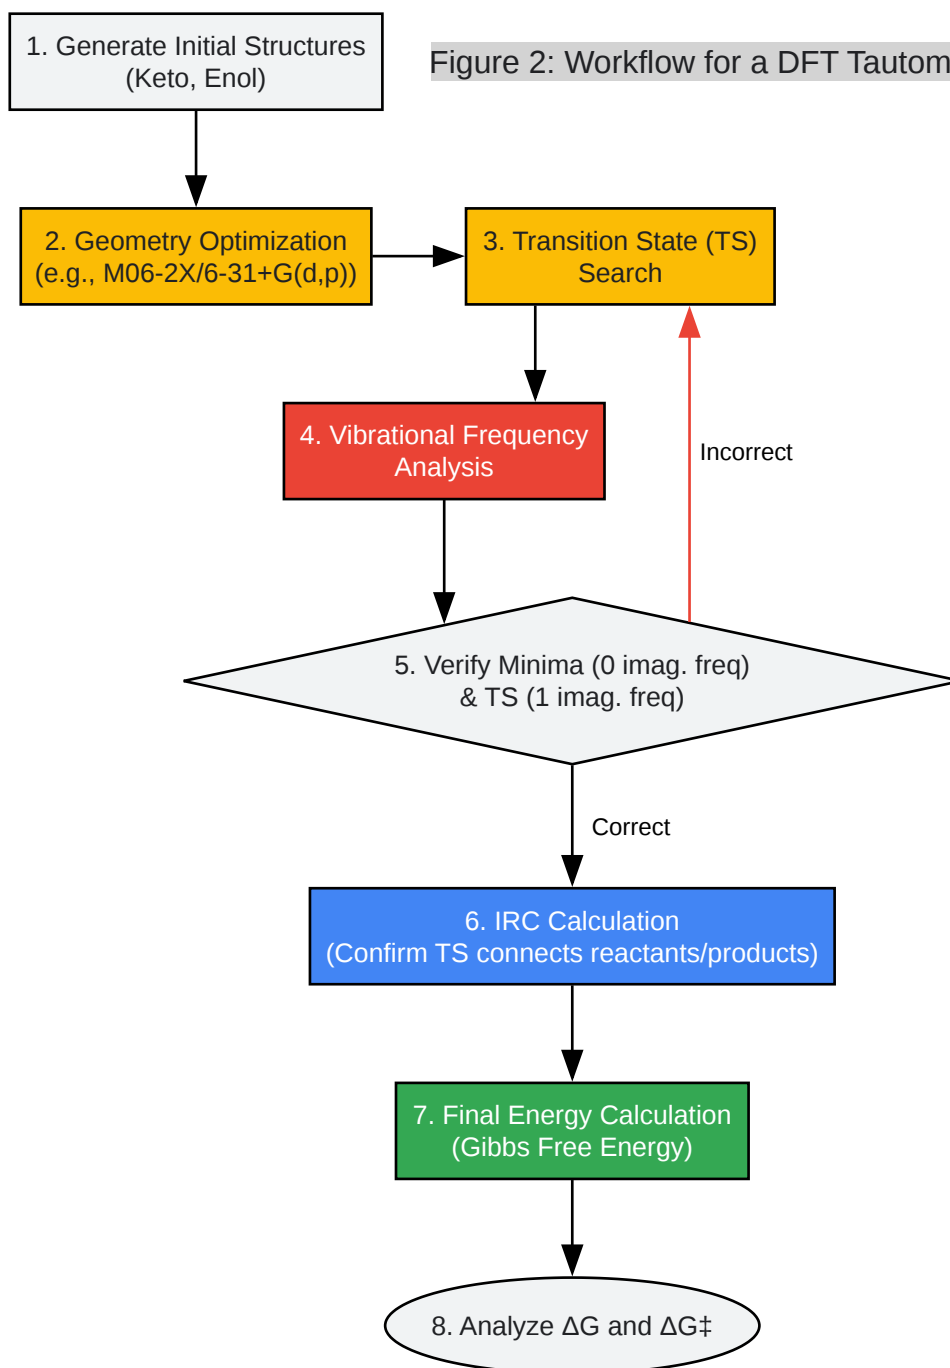 1. Generate Initial Structures
(Keto, Enol)
Figure 2: Workflow for a DFT Tautom
2. Geometry Optimization
(e.g., M06-2X/6-31+G(d,p))
3. Transition State (TS)
Search
4. Vibrational Frequency
Analysis
Incorrect
5. Verify Minima (0 imag. freq)
& TS (1 imag. freq)
Correct
6. IRC Calculation
(Confirm TS connects reactants/products)
7. Final Energy Calculation
(Gibbs Free Energy)
8. Analyze ΔG and ΔG‡